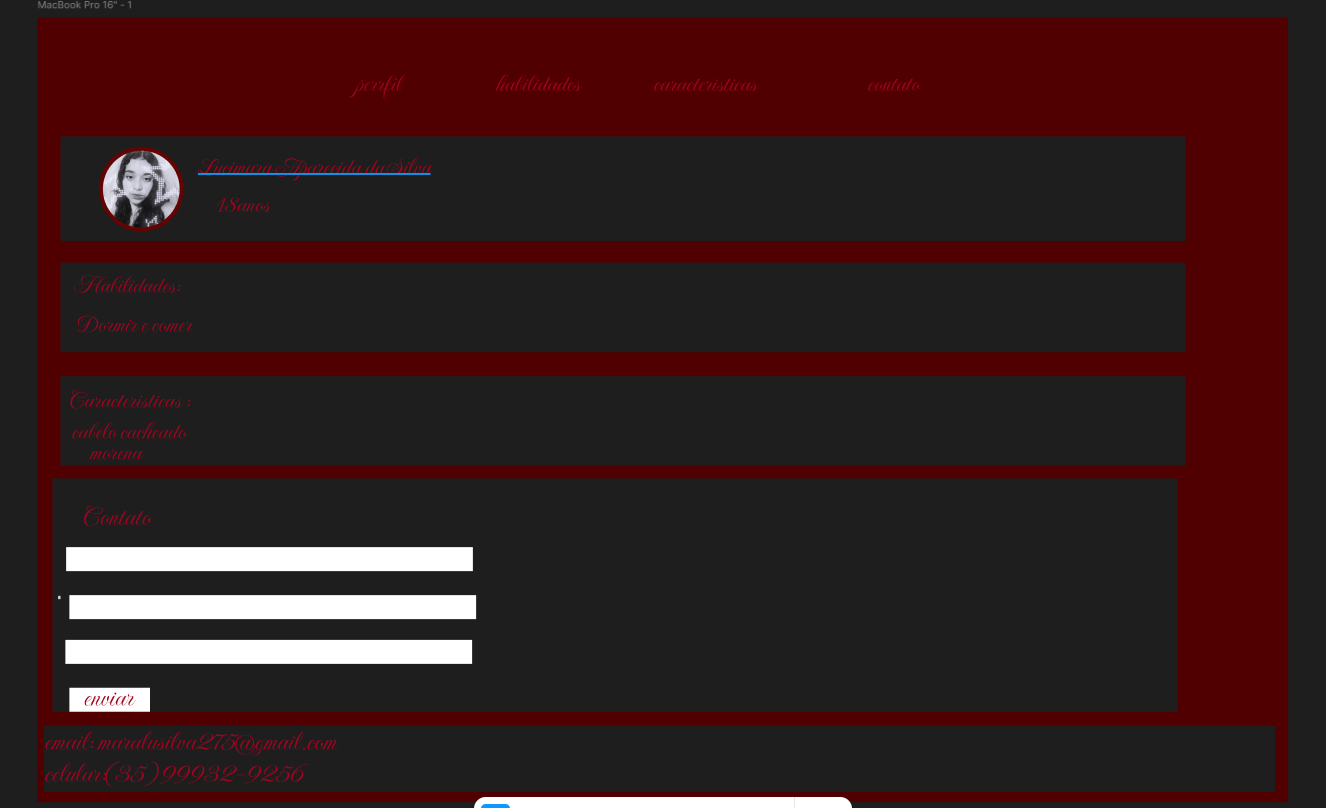 MacBook Pro 16" - 1
perfil habilidades caracteristicas contato
Lucimara Aparecida da Silva
18anos
Habilidades:
Dormir e comer
Caracteristicas :
cabelo cacheado
morena
Contato
enviar
email: maralusilva275@gmail.com
celular:(35)99932-9256